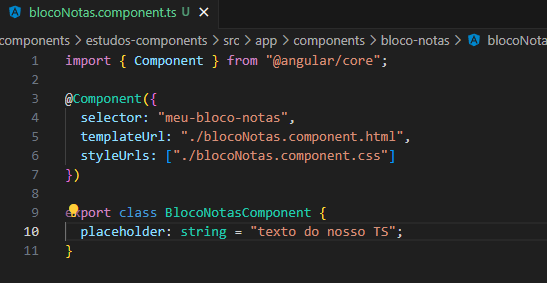 blocoNotas.component.ts U
components > estudos-components > src > app > components > bloco-notas > blocoNota
1 import { Component } from "@angular/core";
2
3 @Component({
4   selector: "meu-bloco-notas",
5   templateUrl: "./blocoNotas.component.html",
6   styleUrls: ["./blocoNotas.component.css"]
7 })
8
9 export class BlocoNotasComponent {
10   placeholder: string = "texto do nosso TS";
11 }